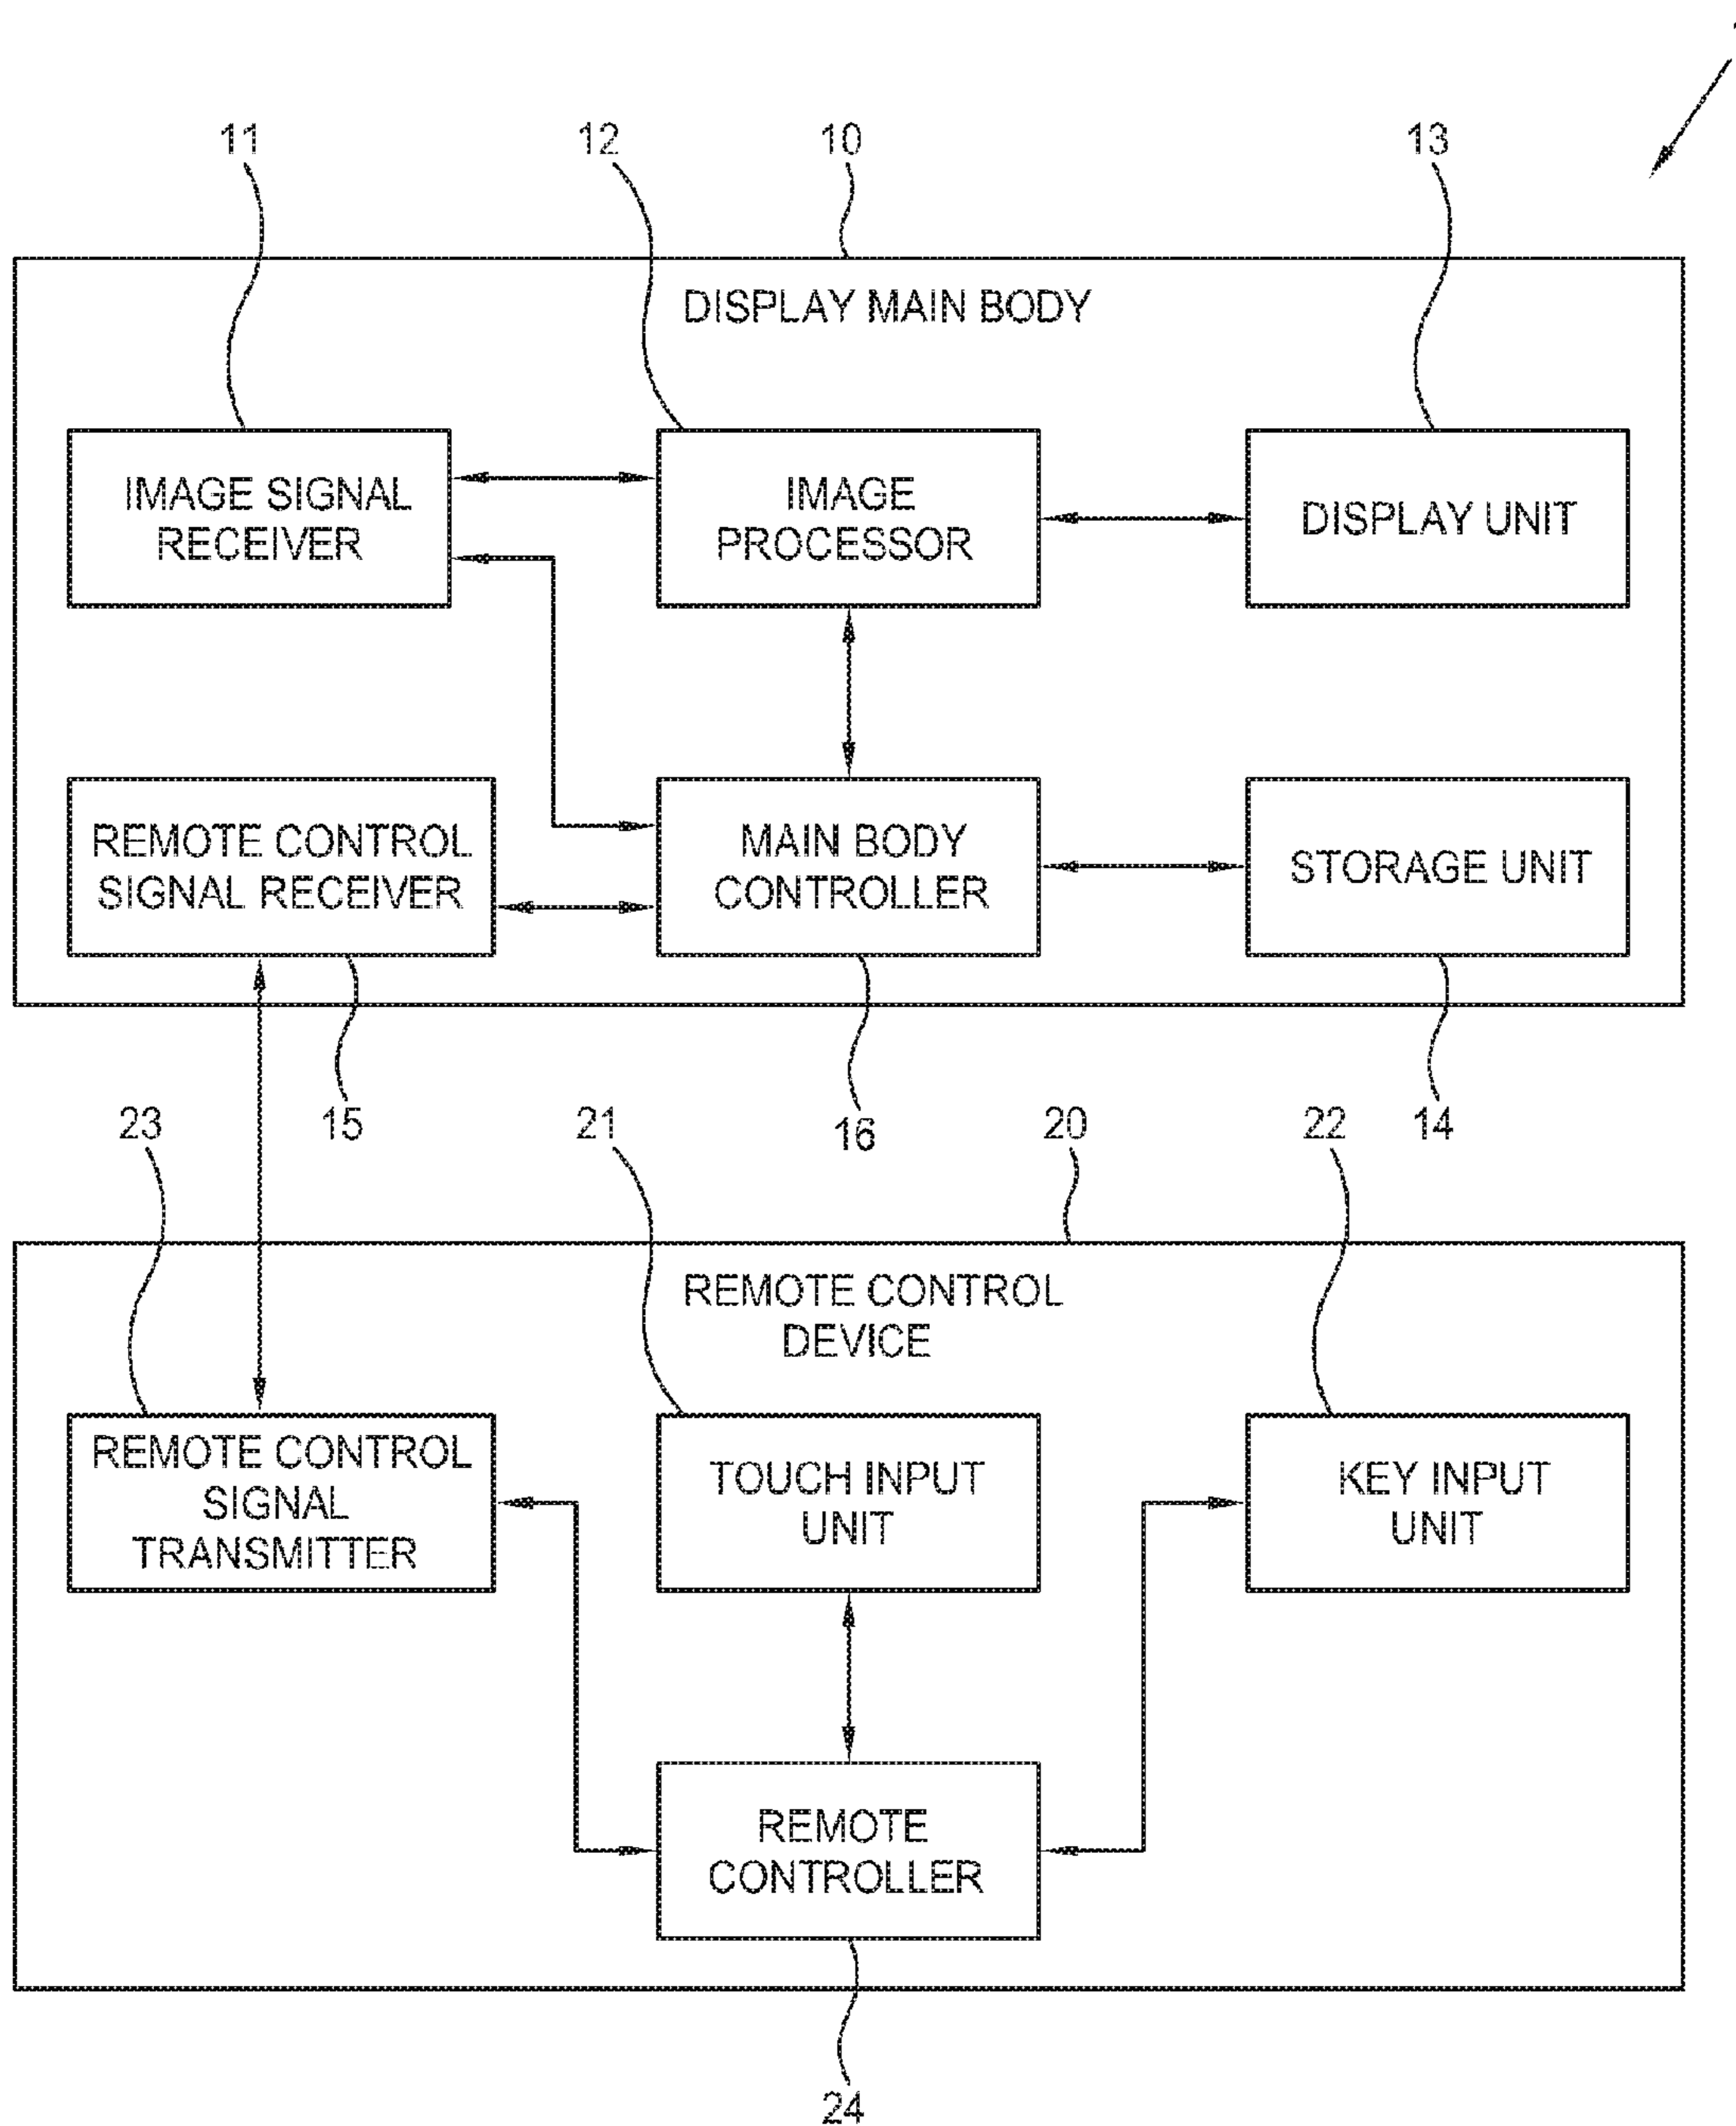 11
12
10
13
DISPLAY MAIN BODY
IMAGE SIGNAL
RECEIVER
IMAGE
PROCESSOR
DISPLAY UNIT
REMOTE CONTROL
SIGNAL RECEIVER
MAIN BODY
CONTROLLER
STORAGE UNIT
23
15
21
16
20
22
14
REMOTE CONTROL
DEVICE
REMOTE CONTROL
SIGNAL
TRANSMITTER
TOUCH INPUT
UNIT
KEY INPUT
UNIT
REMOTE
CONTROLLER
24